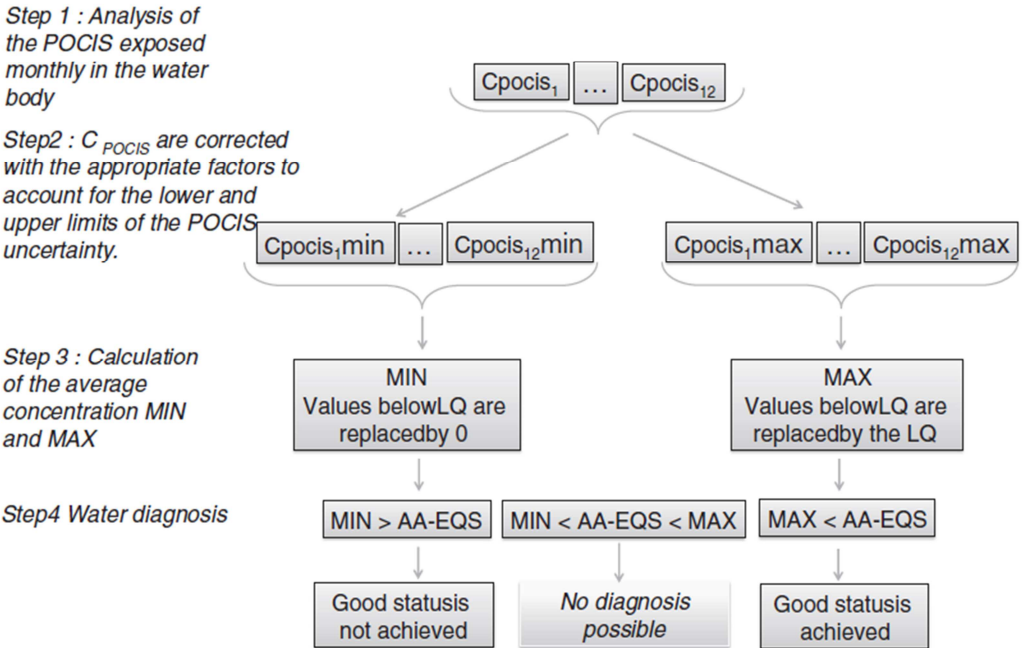 Step 1 : Analysis of
the POCIS exposed
monthly in the water
body
Cpocis₁ ... Cpocis₁₂
Step2 : C POCIS are corrected
with the appropriate factors to
account for the lower and
upper limits of the POCIS
uncertainty.
Cpocis₁min ... Cpocis₁₂min
Cpocis₁max ... Cpocis₁₂max
Step 3 : Calculation
of the average
concentration MIN
and MAX
MIN
Values belowLQ are
replacedby 0
MAX
Values belowLQ are
replacedby the LQ
Step4 Water diagnosis
MIN > AA-EQS
MIN < AA-EQS < MAX
MAX < AA-EQS
Good statusis
not achieved
No diagnosis
possible
Good statusis
achieved